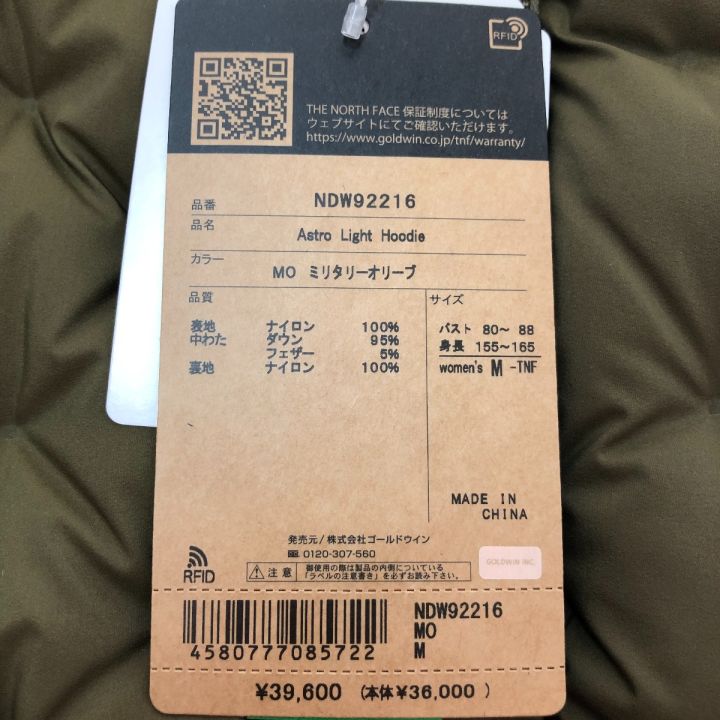 RFID
THE NORTH FACE 保証制度については
ウェブサイトにてご確認いただけます。
https://www.goldwin.co.jp/tnf/warranty/
品番 NDW92216
品名
Astro Light Hoodie
カラー
MO ミリタリーオリーブ
品質
表地 ナイロン 100%
中わた ダウン 95%
フェザー 5%
裏地 ナイロン 100%
サイズ
バスト 80～ 88
身長 155～165
women's M -TNF
MADE IN
CHINA
発売元/株式会社ゴールドウイン
0120-307-560
RFID
注意 御使用の際は製品の内側についている
「ラベルの注意書き」を必ずお読み下さい。
GOLDWIN INC.
4580777085722
NDW92216
MO
M
¥39,600 (本体¥36,000 )